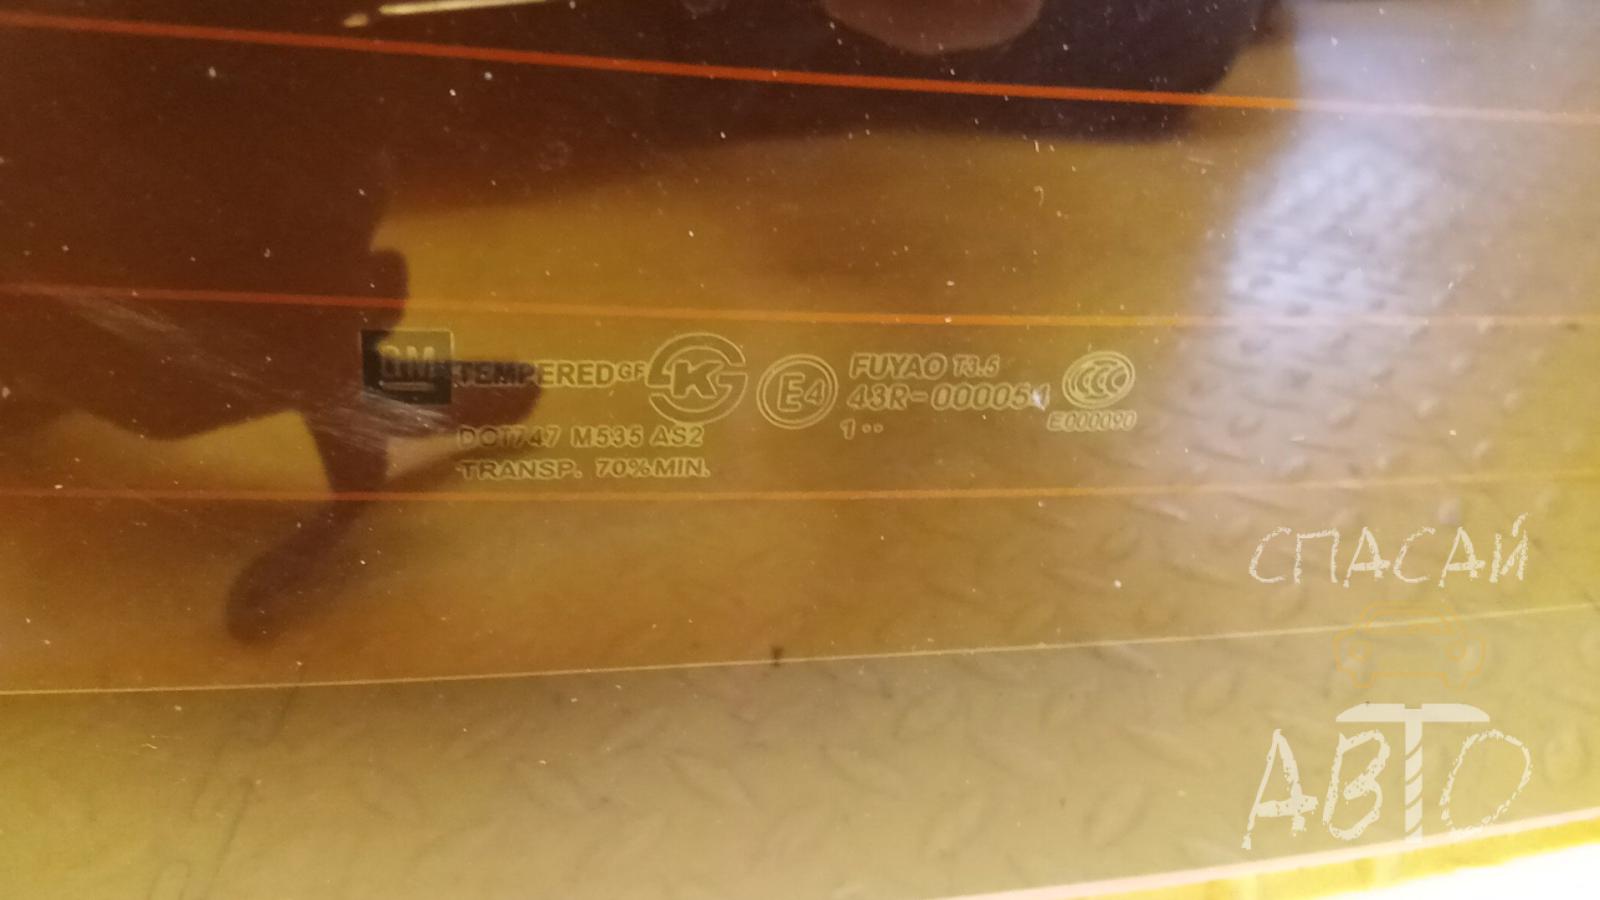 GM TEMPERED GF K E4 FUYAO T3.5 CCC
43R-000051
E000090
1 ··
DOT747 M535 AS2
TRANSP. 70%MIN.
СПАСАЙ
АВТО